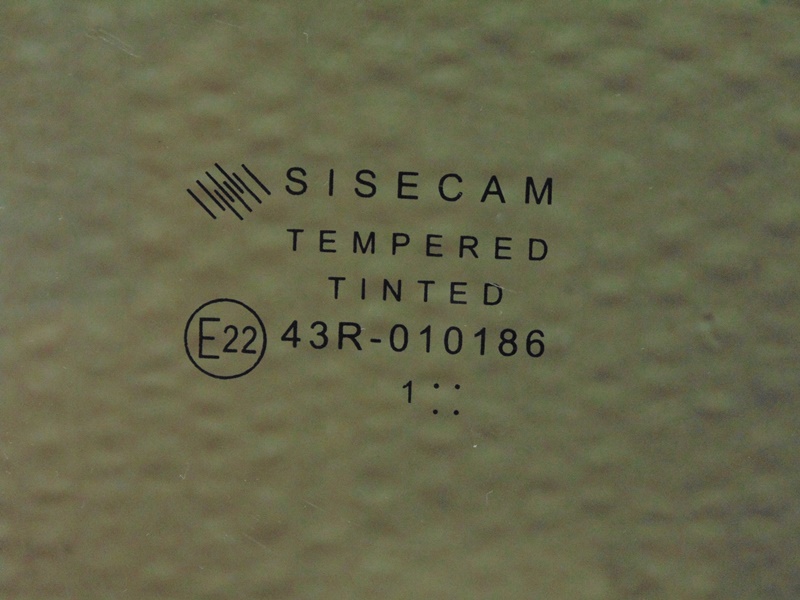 SISECAM
TEMPERED
TINTED
E22 43R-010186
1 ::